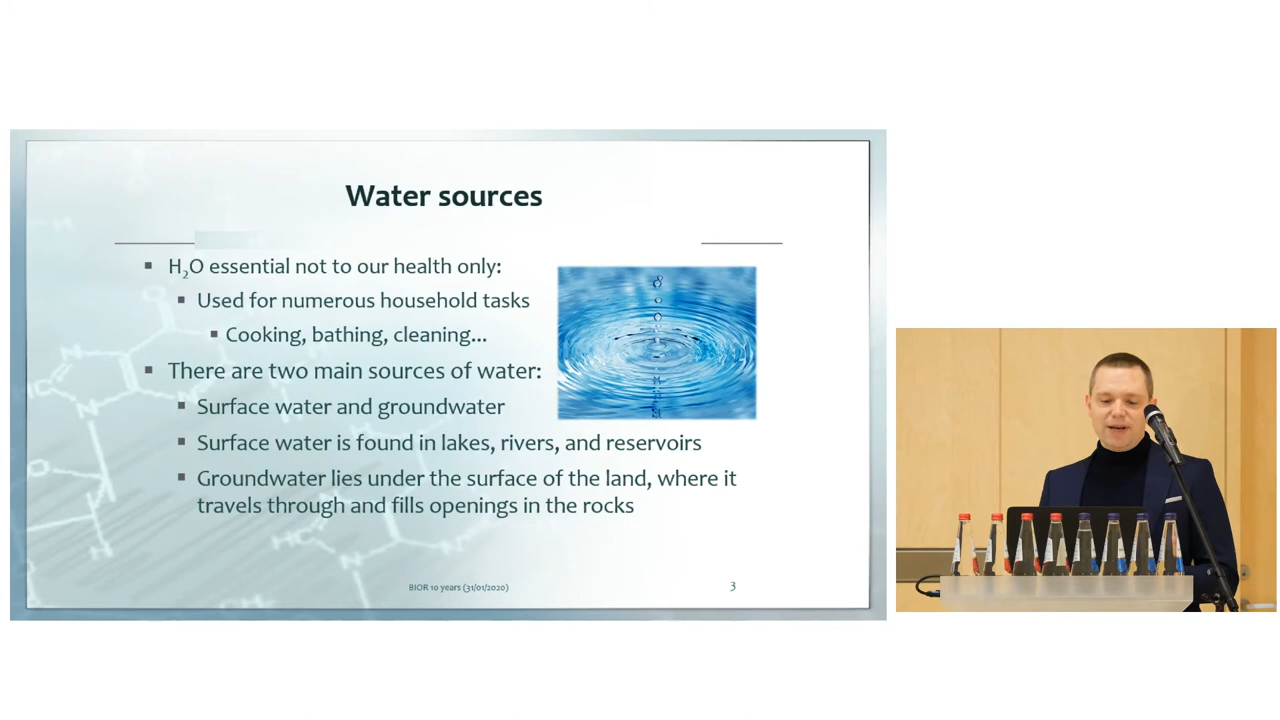 Water sources
H₂O essential not to our health only:
Used for numerous household tasks
Cooking, bathing, cleaning...
There are two main sources of water:
Surface water and groundwater
Surface water is found in lakes, rivers, and reservoirs
Groundwater lies under the surface of the land, where it
travels through and fills openings in the rocks
BIOR 10 years (31/01/2020)
3